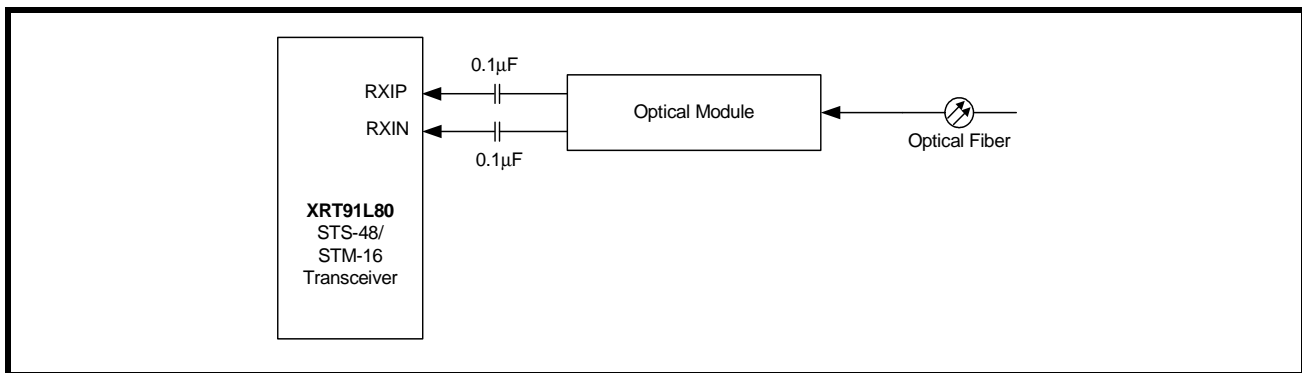 0.1μF
RXIP
Optical Module
RXIN
Optical Fiber
0.1μF
XRT91L80
STS-48/
STM-16
Transceiver